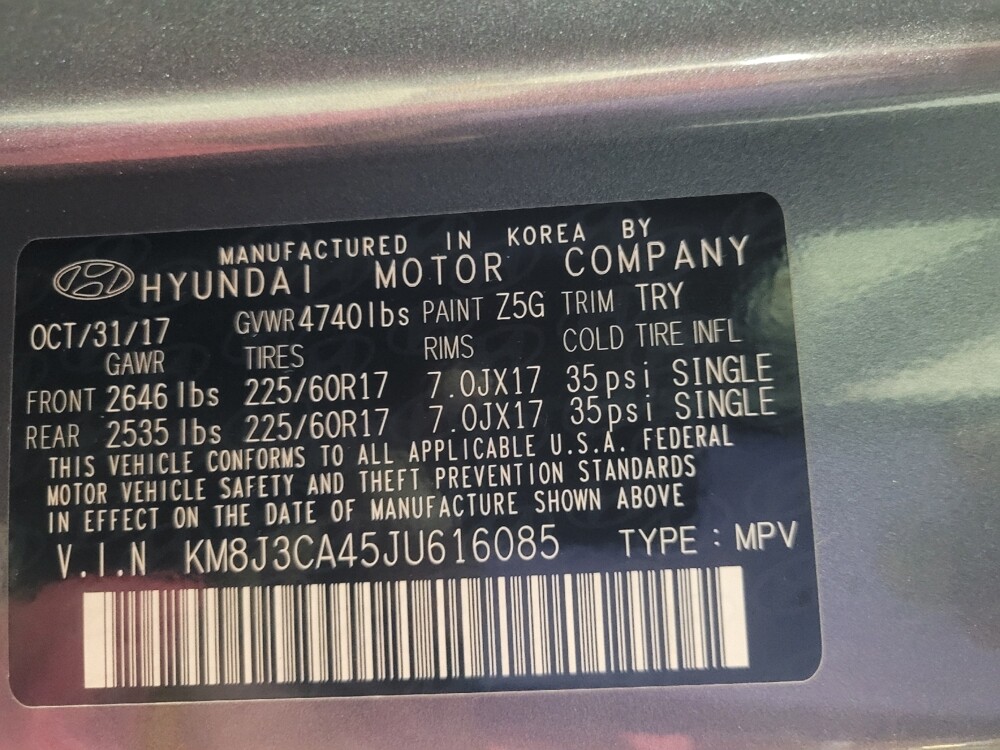 MANUFACTURED IN KOREA BY
HYUNDAI MOTOR COMPANY
OCT/31/17 GVWR 4740lbs PAINT Z5G TRIM TRY
GAWR TIRES RIMS COLD TIRE INFL
FRONT 2646 lbs 225/60R17 7.0JX17 35psi SINGLE
REAR 2535 lbs 225/60R17 7.0JX17 35psi SINGLE
THIS VEHICLE CONFORMS TO ALL APPLICABLE U.S.A. FEDERAL
MOTOR VEHICLE SAFETY AND THEFT PREVENTION STANDARDS
IN EFFECT ON THE DATE OF MANUFACTURE SHOWN ABOVE
V.I.N KM8J3CA45JU616085 TYPE : MPV